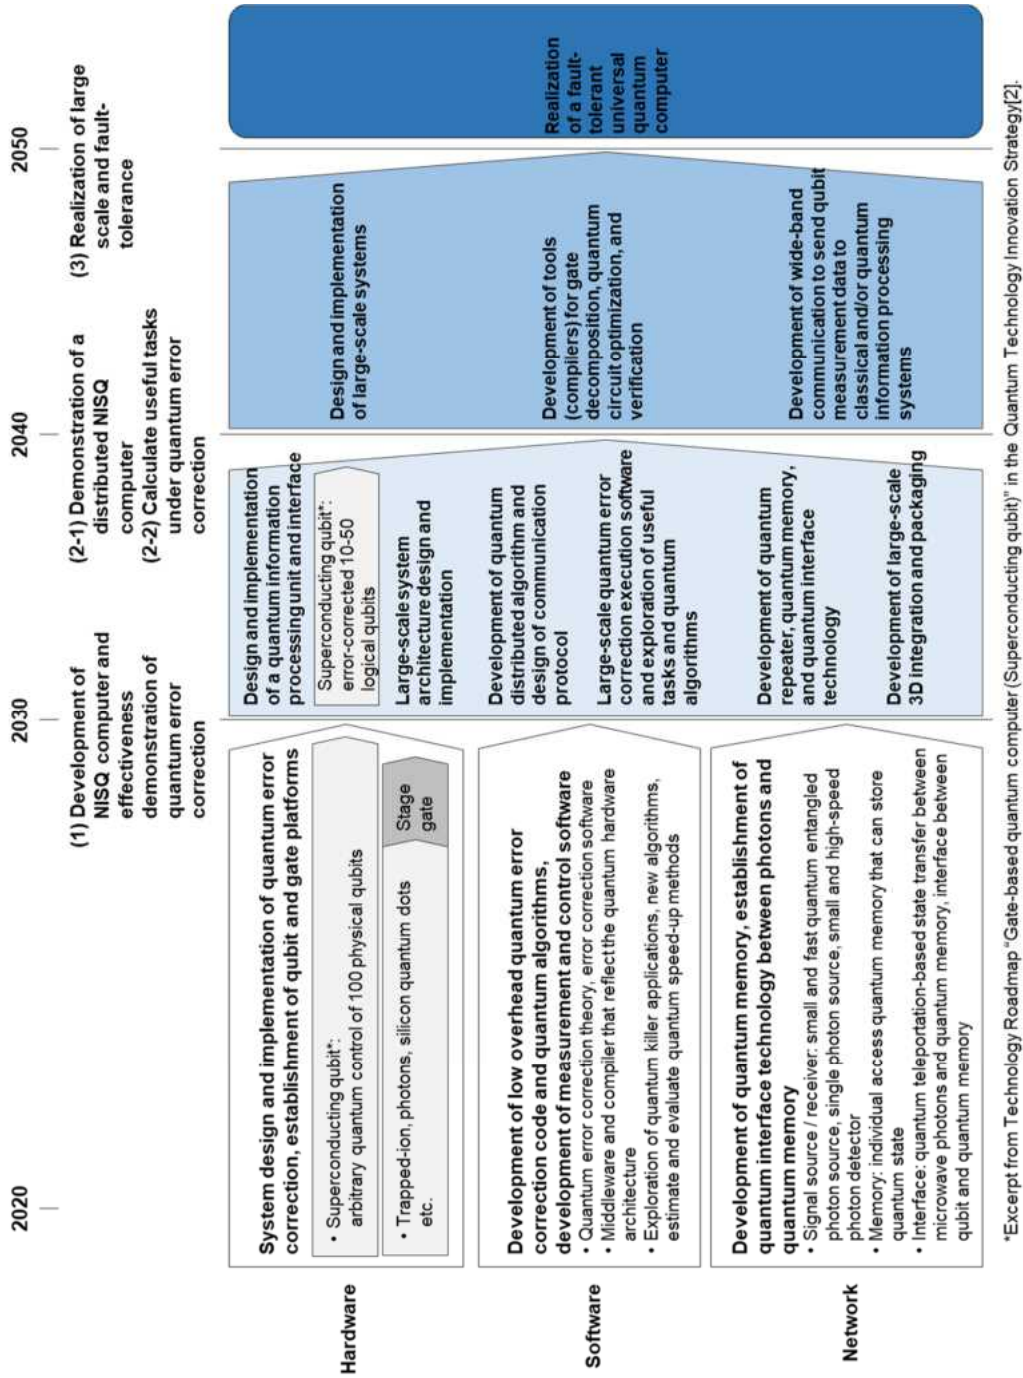 2020
2030
2040
2050
(1) Development of
NISQ computer and
effectiveness
demonstration of
quantum error
correction
(2-1) Demonstration of a
distributed NISQ
computer
(2-2) Calculate useful tasks
under quantum error
correction
(3) Realization of large
scale and fault-
tolerance
Hardware
System design and implementation of quantum error
correction, establishment of qubit and gate platforms
• Superconducting qubit*:
arbitrary quantum control of 100 physical qubits
• Trapped-ion, photons, silicon quantum dots
etc.
Stage
gate
Design and implementation
of a quantum information
processing unit and interface
Superconducting qubit*:
error-corrected 10-50
logical qubits
Large-scale system
architecture design and
implementation
Design and implementation
of large-scale systems
Software
Development of low overhead quantum error
correction code and quantum algorithms,
development of measurement and control software
• Quantum error correction theory, error correction software
• Middleware and compiler that reflect the quantum hardware
architecture
• Exploration of quantum killer applications, new algorithms,
estimate and evaluate quantum speed-up methods
Development of quantum
distributed algorithm and
design of communication
protocol
Large-scale quantum error
correction execution software
and exploration of useful
tasks and quantum
algorithms
Development of tools
(compilers) for gate
decomposition, quantum
circuit optimization, and
verification
Network
Development of quantum memory, establishment of
quantum interface technology between photons and
quantum memory
• Signal source / receiver: small and fast quantum entangled
photon source, single photon source, small and high-speed
photon detector
• Memory: individual access quantum memory that can store
quantum state
• Interface: quantum teleportation-based state transfer between
microwave photons and quantum memory, interface between
qubit and quantum memory
Development of quantum
repeater, quantum memory,
and quantum interface
technology
Development of large-scale
3D integration and packaging
Development of wide-band
communication to send qubit
measurement data to
classical and/or quantum
information processing
systems
Realization
of a fault-
tolerant
universal
quantum
computer
*Excerpt from Technology Roadmap "Gate-based quantum computer (Superconducting qubit)" in the Quantum Technology Innovation Strategy[2].